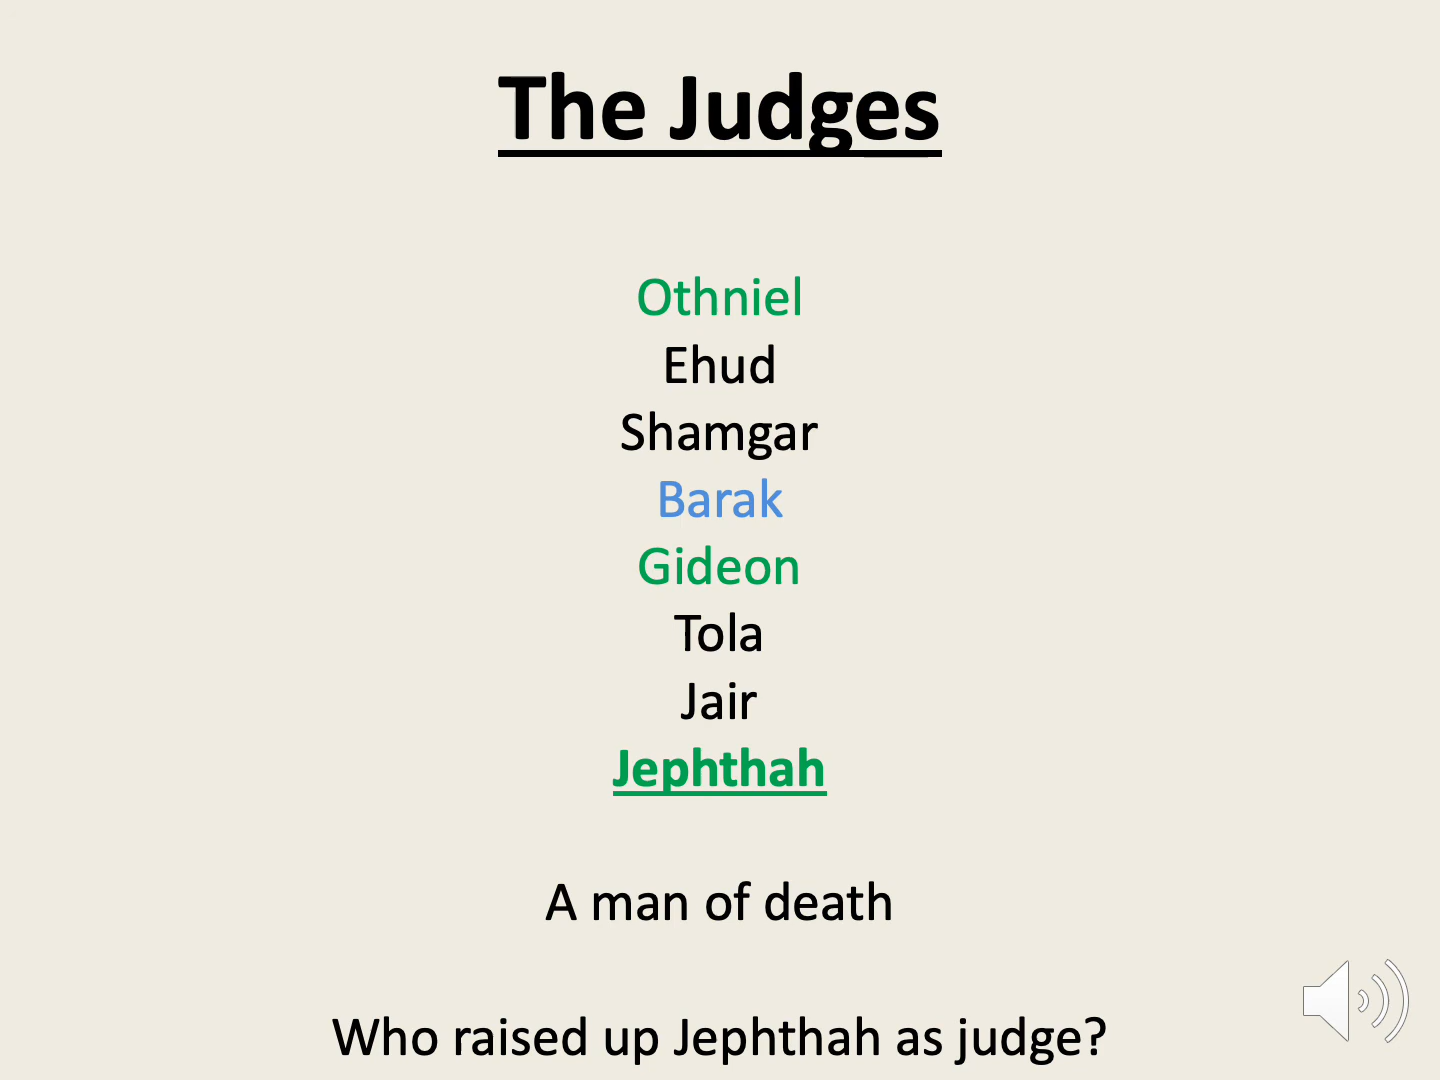 The Judges
Othniel
Ehud
Shamgar
Barak
Gideon
Tola
Jair
Jephthah
A man of death
Who raised up Jephthah as judge?